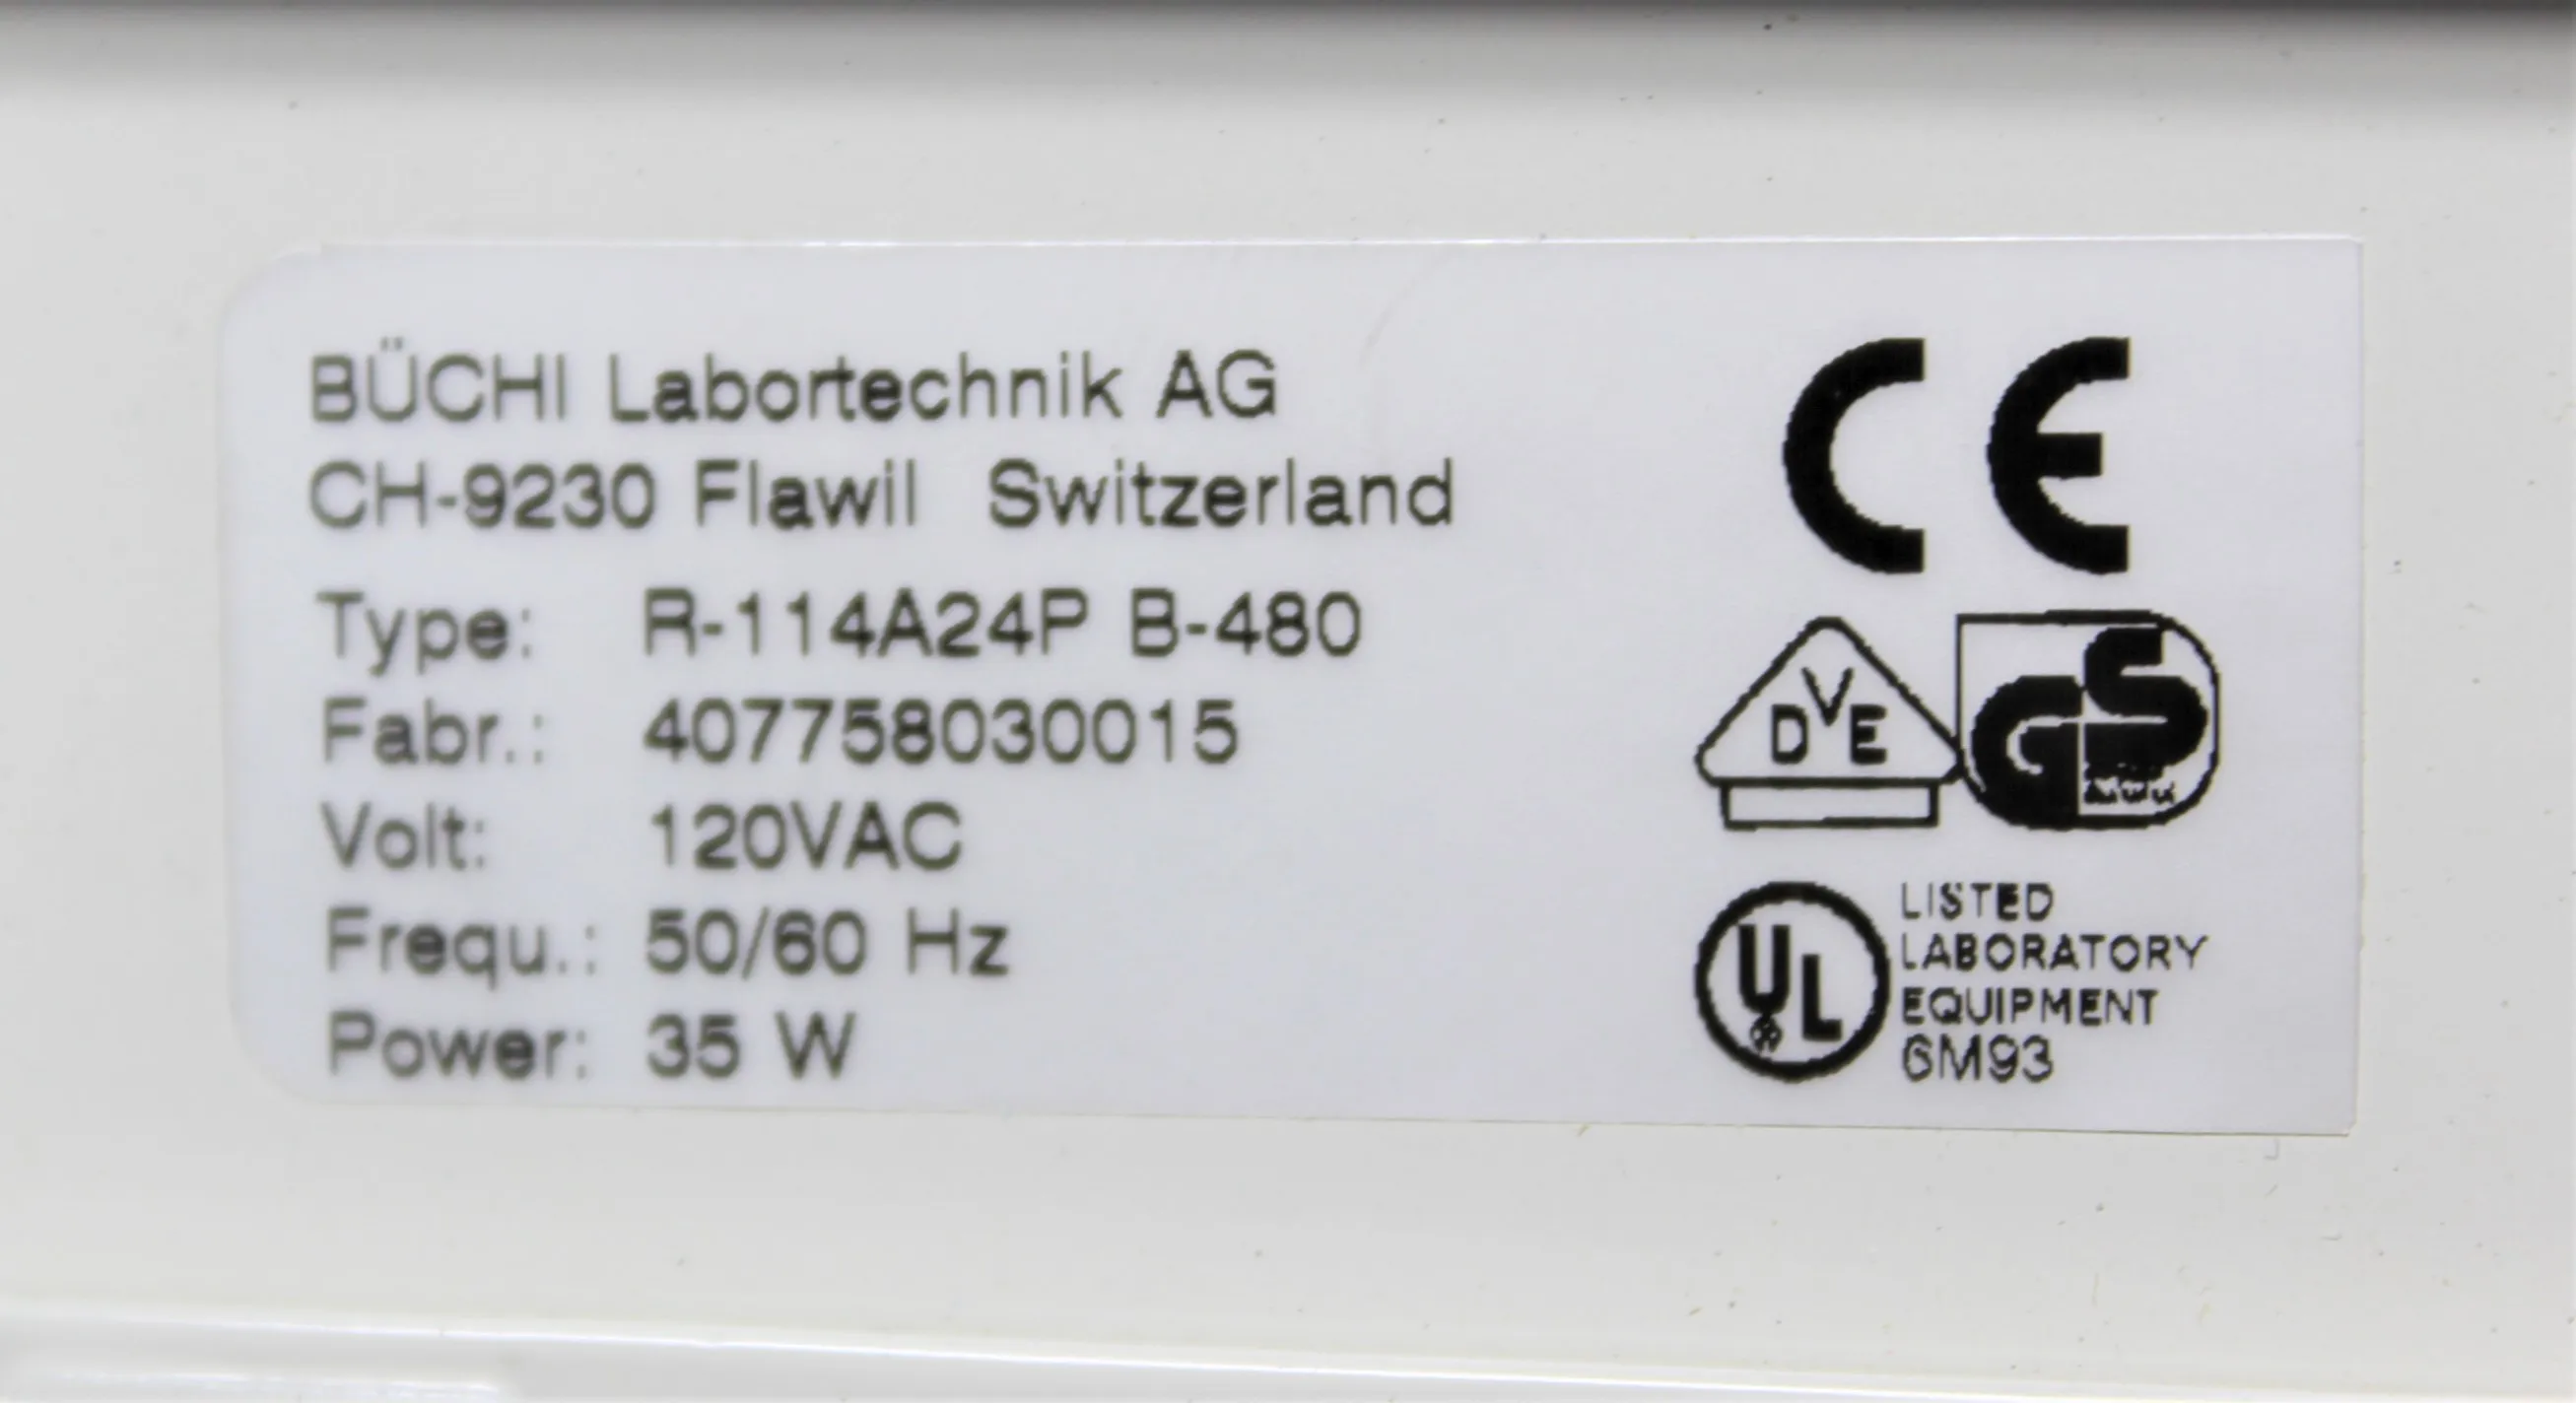 BÜCHI Labortechnik AG
CH-9230 Flawil Switzerland
Type: R-114A24P B-480
Fabr.: 407758030015
Volt: 120VAC
Frequ.: 50/60 Hz
Power: 35 W
CE
DVE
GS
UL
LISTED
LABORATORY
EQUIPMENT
6M93